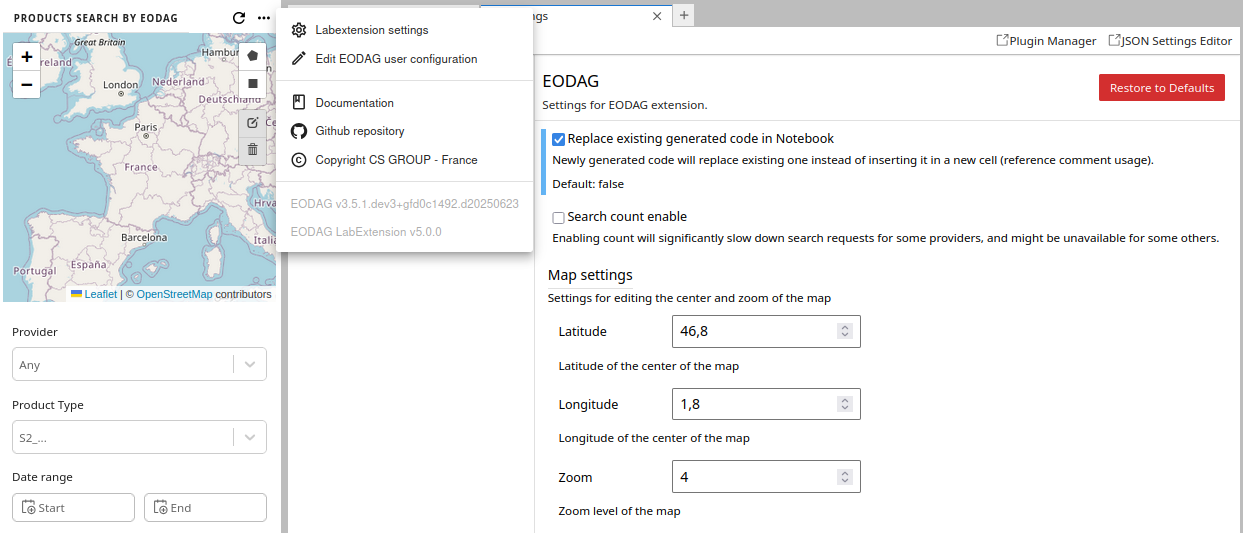 PRODUCTS SEARCH BY EODAG
Great Britain
Ireland
Hambur
London
Nederland
Deutschland
Paris
France
Hrva
Barcelona
Italia
España
Portugal
+
−
Leaflet | © OpenStreetMap contributors
Provider
Any
Product Type
S2_...
Date range
Start
End
Labextension settings
Edit EODAG user configuration
Documentation
Github repository
Copyright CS GROUP - France
EODAG v3.5.1.dev3+gfd0c1492.d20250623
EODAG LabExtension v5.0.0
ngs
Plugin Manager
JSON Settings Editor
EODAG
Restore to Defaults
Settings for EODAG extension.
Replace existing generated code in Notebook
Newly generated code will replace existing one instead of inserting it in a new cell (reference comment usage).
Default: false
Search count enable
Enabling count will significantly slow down search requests for some providers, and might be unavailable for some others.
Map settings
Settings for editing the center and zoom of the map
Latitude
46,8
Latitude of the center of the map
Longitude
1,8
Longitude of the center of the map
Zoom
4
Zoom level of the map